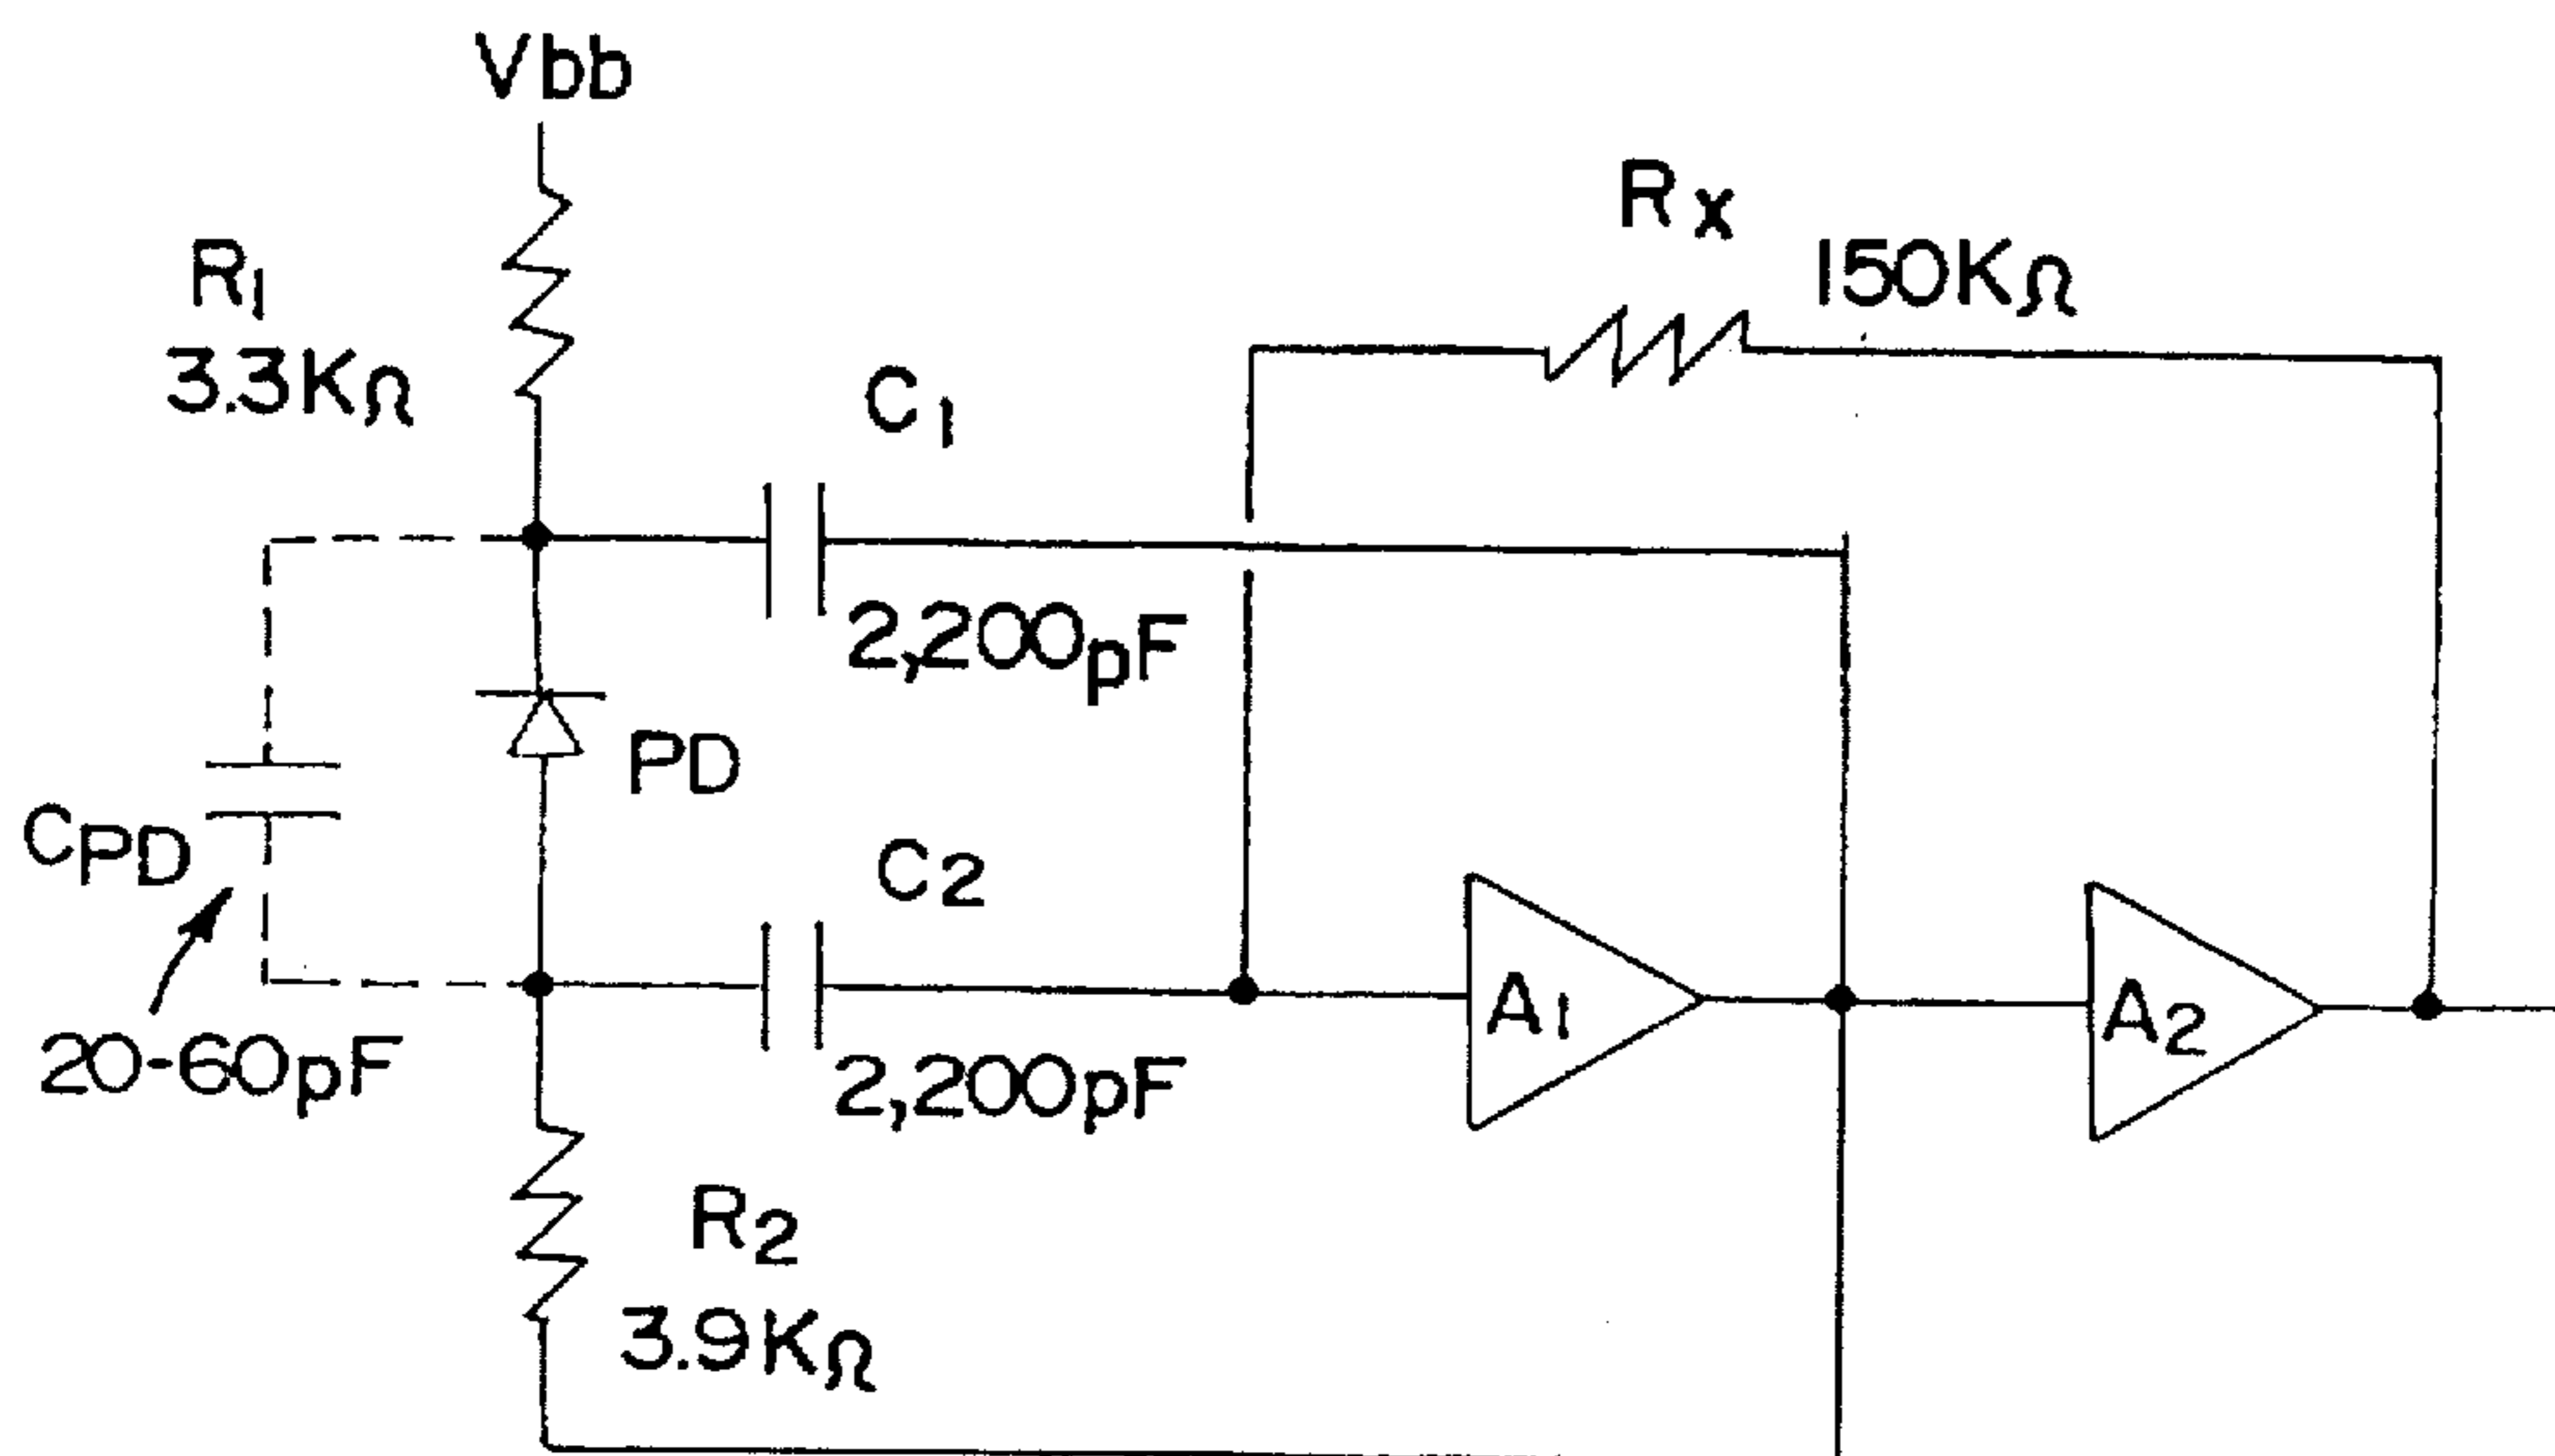 Vbb
R1
3.3KΩ
C1
2,200pF
Rx
150KΩ
PD
CPD
20-60pF
C2
2,200pF
A1
A2
R2
3.9KΩ